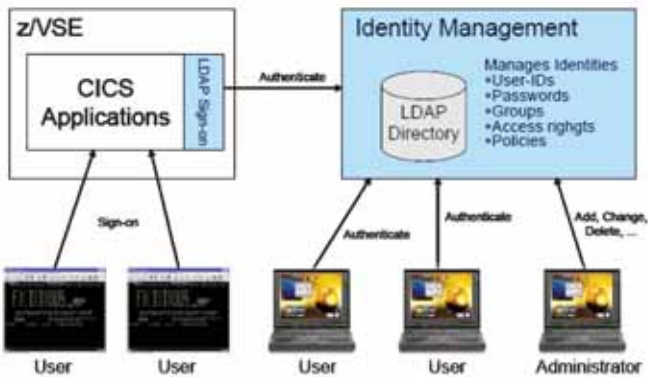 z/VSE
CICS
Applications
LDAP Sign-on
Authenticate
Identity Management
LDAP
Directory
Manages Identities
•User-IDs
•Passwords
•Groups
•Access righgts
•Policies
Sign-on
Authenticate
Authenticate
Add, Change,
Delete, ...
User
User
User
User
Administrator